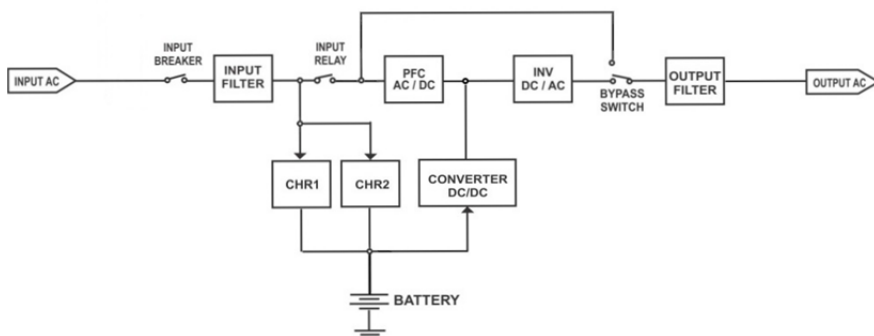 INPUT
BREAKER
INPUT
RELAY
INPUT AC
INPUT
FILTER
PFC
AC / DC
INV
DC / AC
BYPASS
SWITCH
OUTPUT
FILTER
OUTPUT AC
CHR1
CHR2
CONVERTER
DC/DC
BATTERY